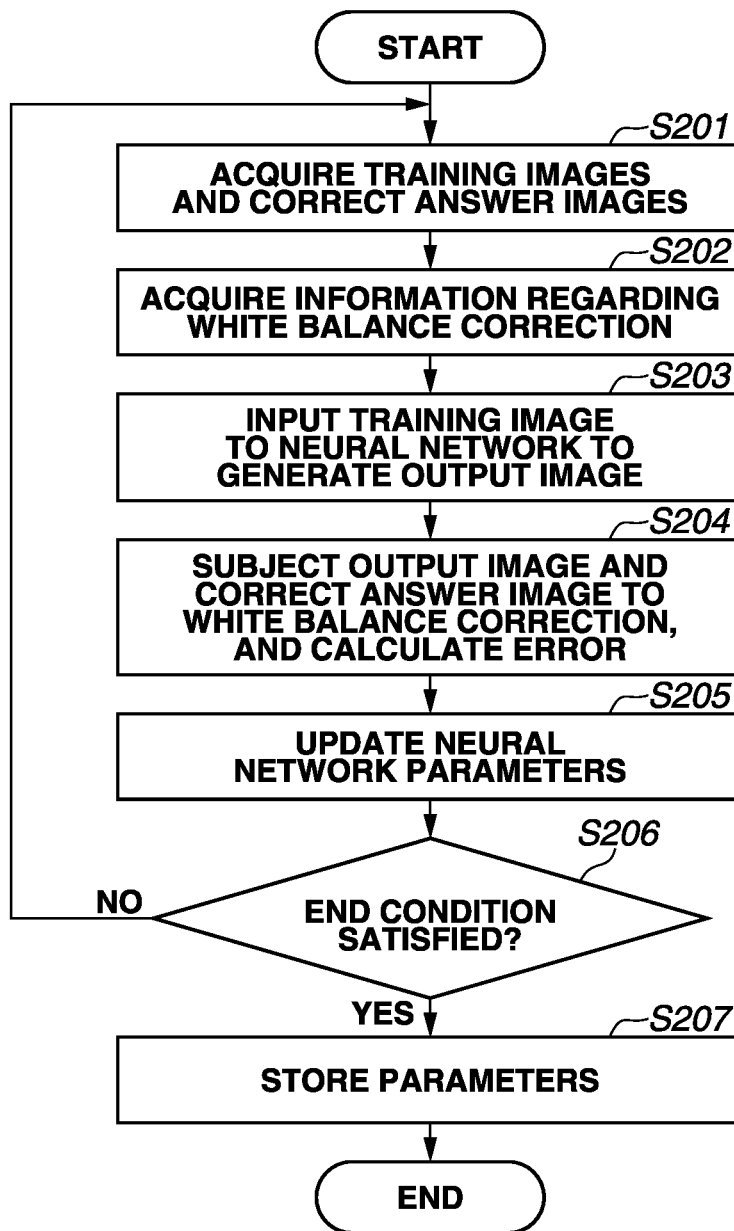 START
S201
ACQUIRE TRAINING IMAGES
AND CORRECT ANSWER IMAGES
S202
ACQUIRE INFORMATION REGARDING
WHITE BALANCE CORRECTION
S203
INPUT TRAINING IMAGE
TO NEURAL NETWORK TO
GENERATE OUTPUT IMAGE
S204
SUBJECT OUTPUT IMAGE AND
CORRECT ANSWER IMAGE TO
WHITE BALANCE CORRECTION,
AND CALCULATE ERROR
S205
UPDATE NEURAL
NETWORK PARAMETERS
S206
NO
END CONDITION
SATISFIED?
YES
S207
STORE PARAMETERS
END